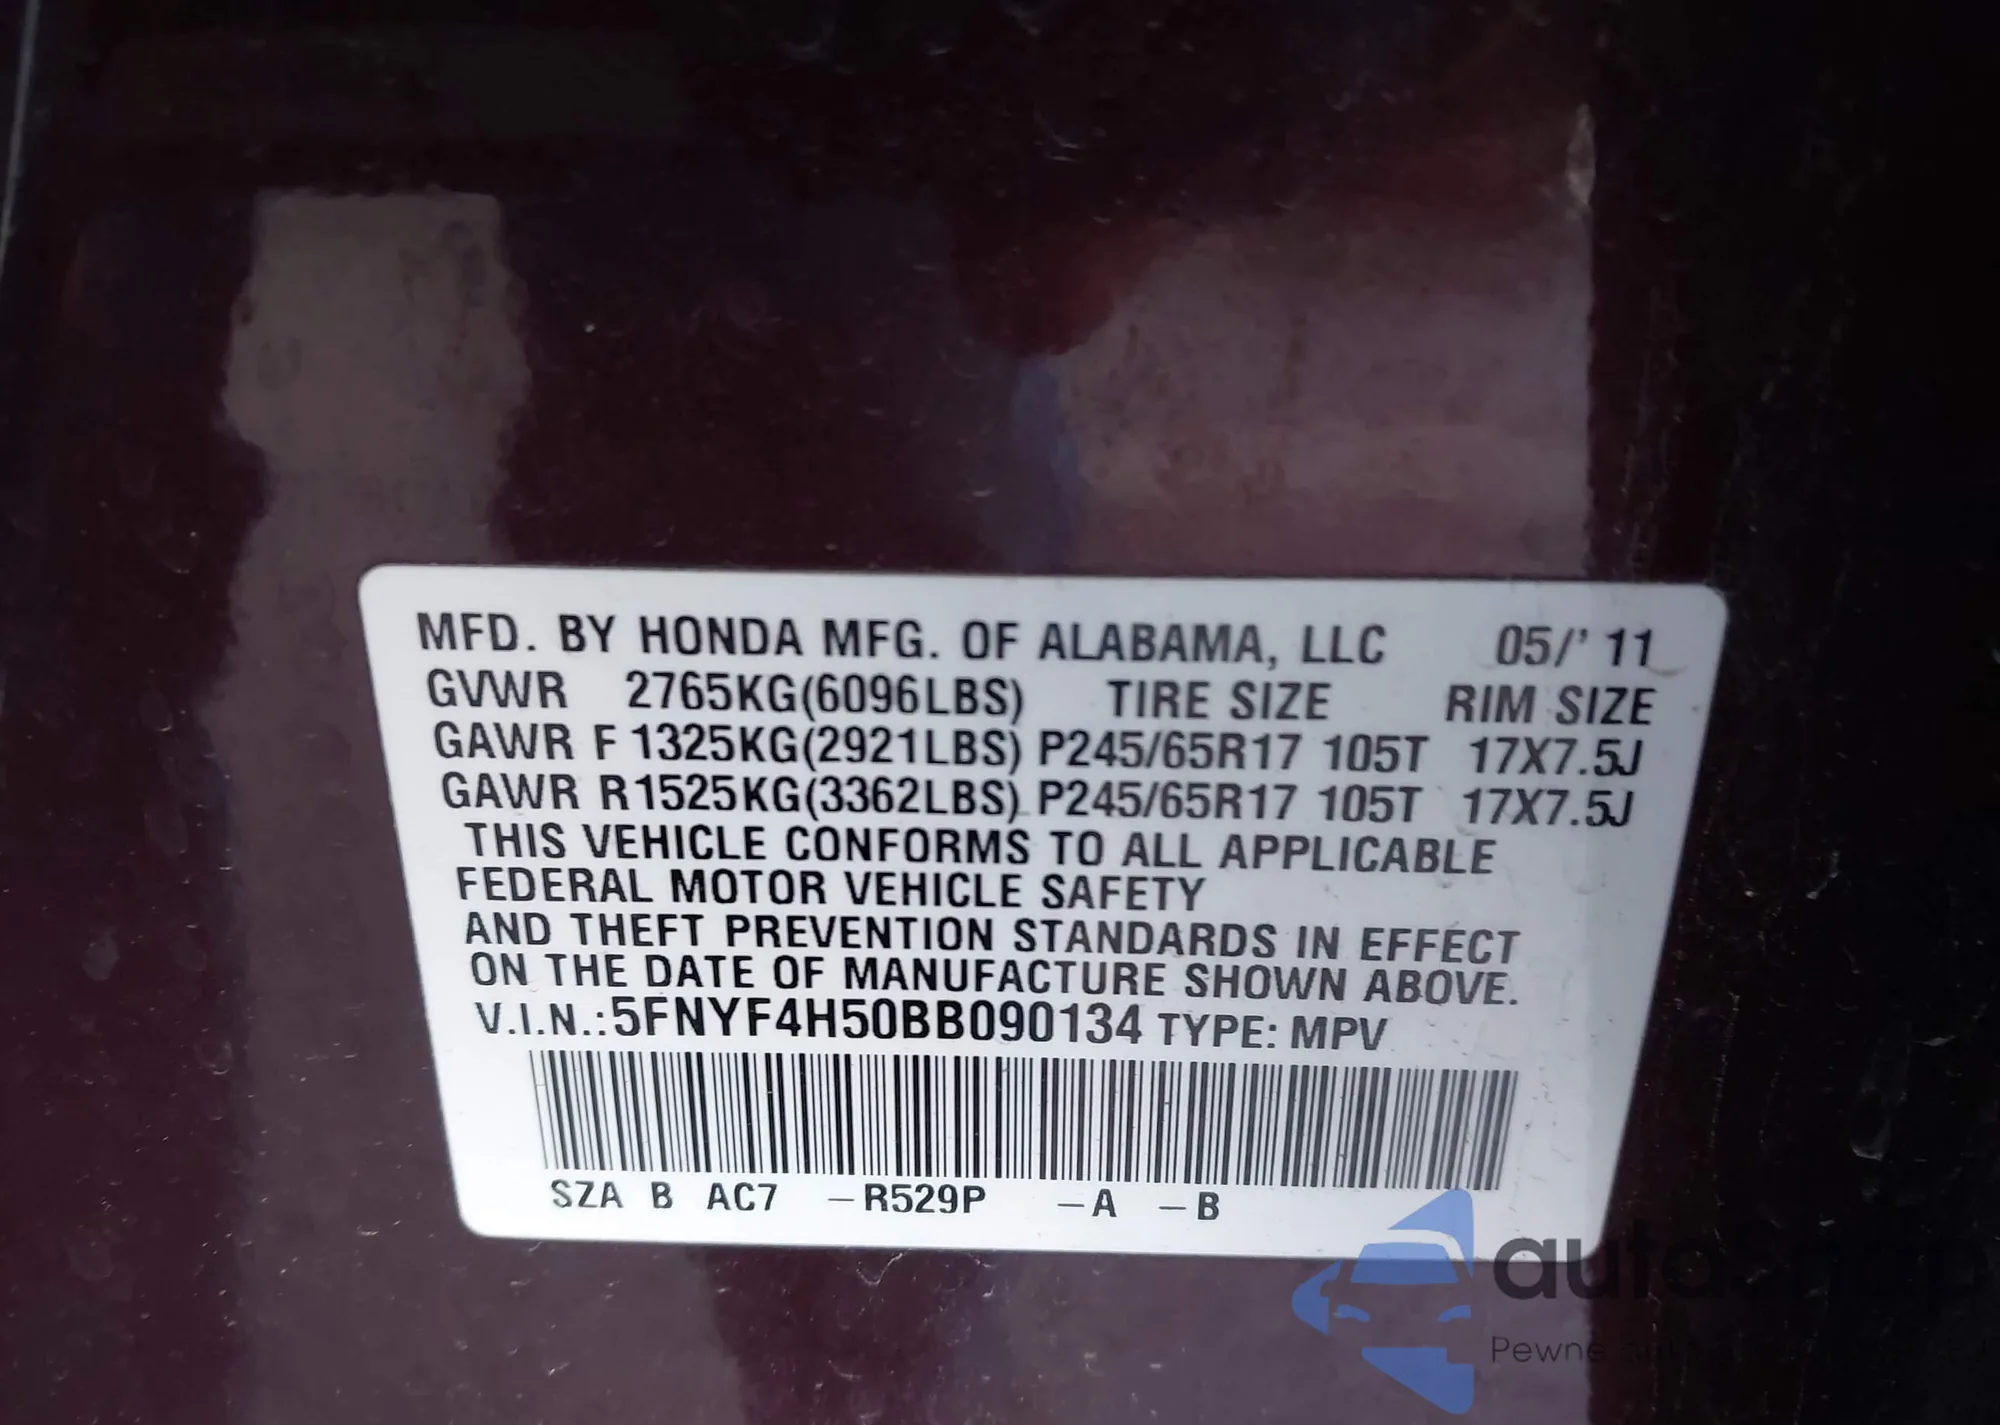 MFD. BY HONDA MFG. OF ALABAMA, LLC 05/' 11
GVWR 2765KG(6096LBS) TIRE SIZE RIM SIZE
GAWR F 1325KG(2921LBS) P245/65R17 105T 17X7.5J
GAWR R1525KG(3362LBS) P245/65R17 105T 17X7.5J
THIS VEHICLE CONFORMS TO ALL APPLICABLE
FEDERAL MOTOR VEHICLE SAFETY
AND THEFT PREVENTION STANDARDS IN EFFECT
ON THE DATE OF MANUFACTURE SHOWN ABOVE.
V.I.N.:5FNYF4H50BB090134 TYPE: MPV
SZA B AC7 –R529P –A –B
Pewne